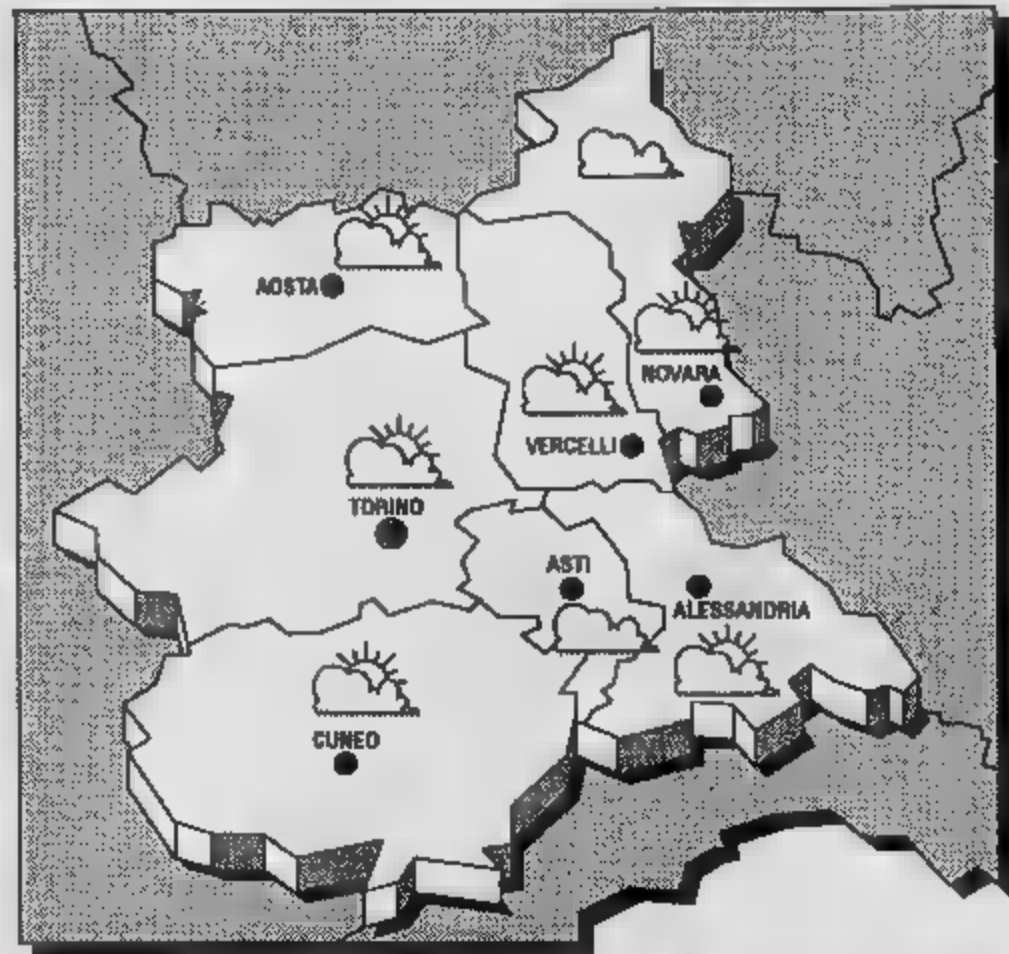 AOSTA
NOVARA
VERCELLI
TORINO
ASTI
ALESSANDRIA
CUNEO